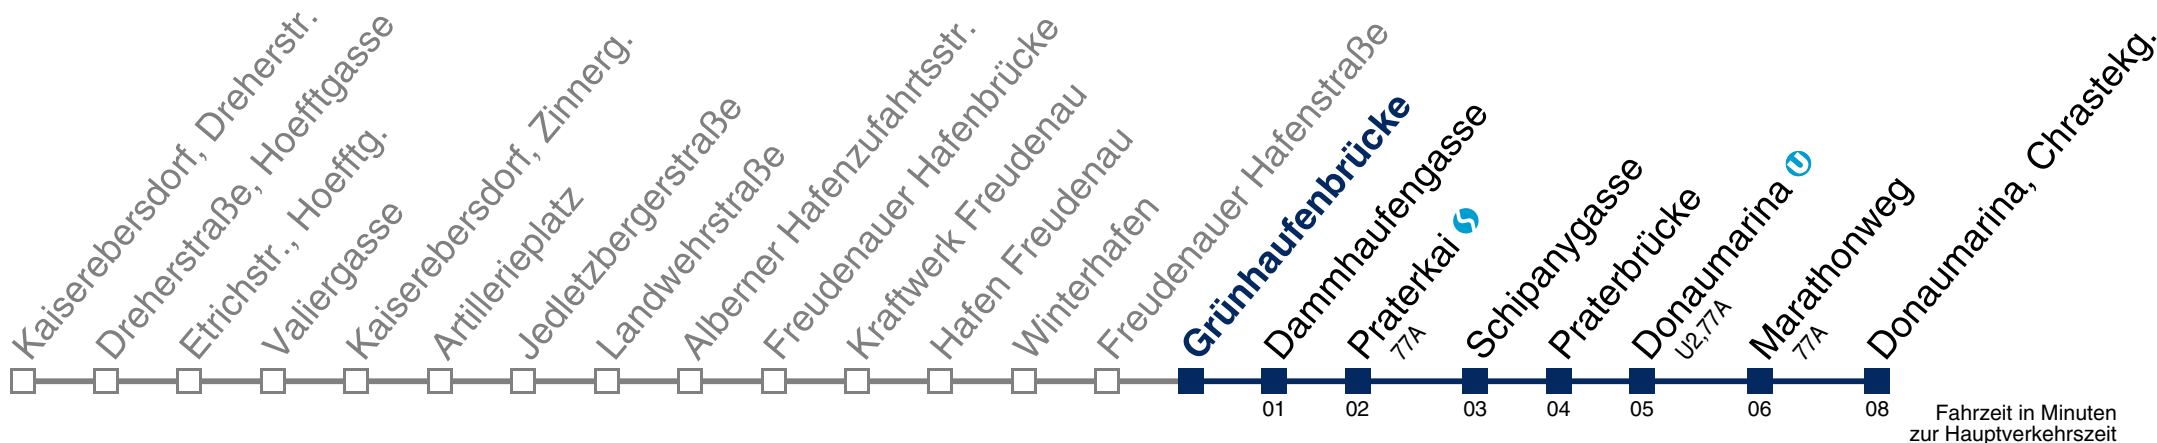 Kaiserebersdorf, Dreherstr.
Dreherstraße, Hoefftgasse
Etrichstr., Hoefftg.
Valiergasse
Kaiserebersdorf, Zinnerg.
Artillerieplatz
Jedletzbergerstraße
Landwehrstraße
Alberner Hafenzufahrtsstr.
Freudenauer Hafenbrücke
Kraftwerk Freudenau
Hafen Freudenau
Winterhafen
Freudenauer Hafenstraße
Grünhaufenbrücke
Dammhaufengasse
Praterkai S
77A
Schipanygasse
Praterbrücke
Donaumarina U
U2,77A
Marathonweg
77A
Donaumarina, Chrastekg.
01 02 03 04 05 06 08
Fahrzeit in Minuten
zur Hauptverkehrszeit